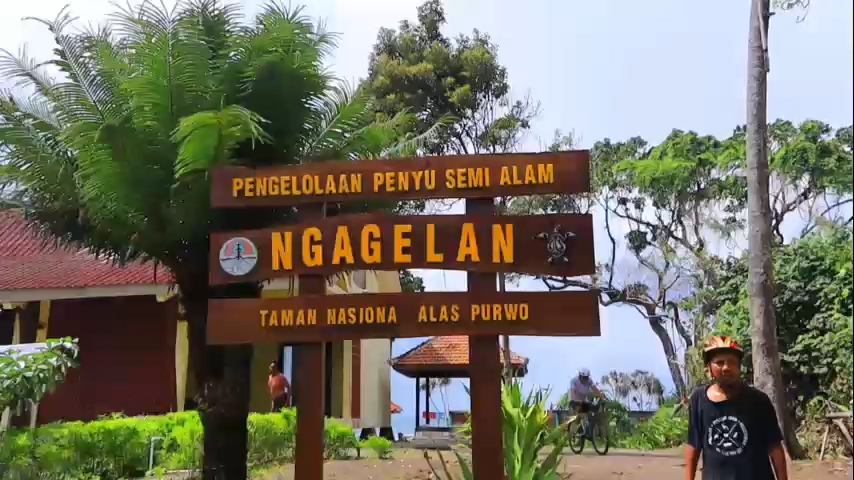 PENGELOLAAN PENYU SEMI ALAM
NGAGELAN
TAMAN NASIONA ALAS PURWO